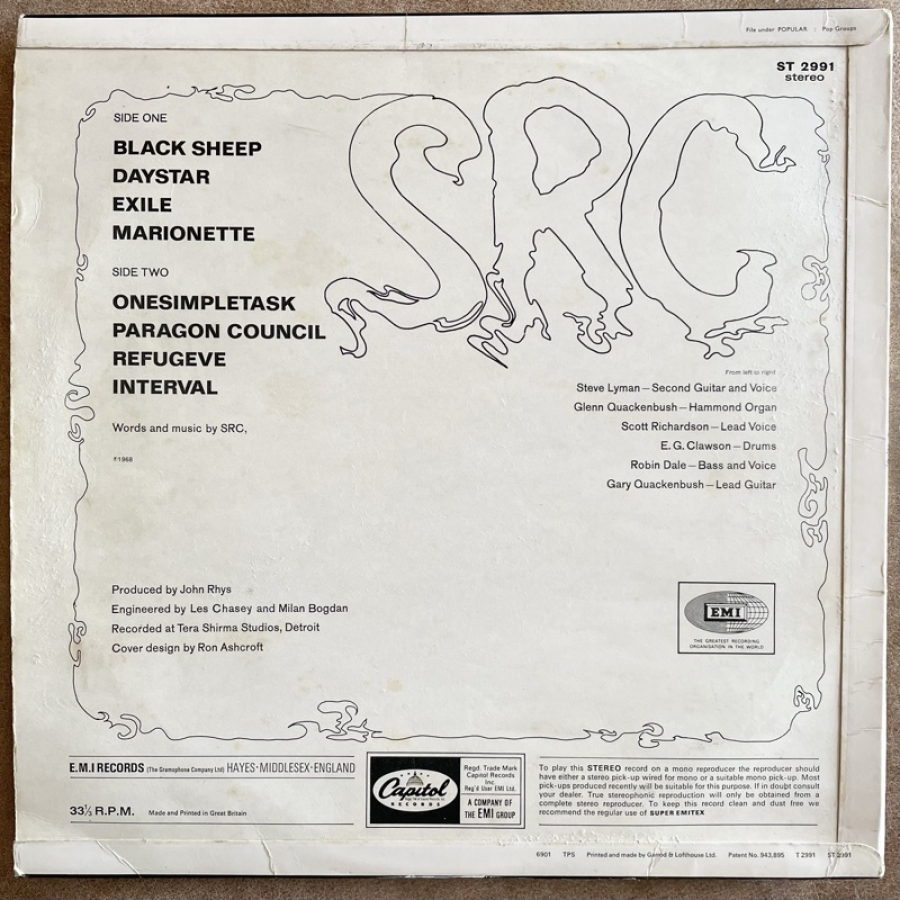 File under POPULAR : Pop Groups
ST 2991
stereo
SRC
SIDE ONE
BLACK SHEEP
DAYSTAR
EXILE
MARIONETTE
SIDE TWO
ONESIMPLETASK
PARAGON COUNCIL
REFUGEVE
INTERVAL
Words and music by SRC,
℗1968
From left to right
Steve Lyman—Second Guitar and Voice
Glenn Quackenbush—Hammond Organ
Scott Richardson—Lead Voice
E. G. Clawson—Drums
Robin Dale—Bass and Voice
Gary Quackenbush—Lead Guitar
Produced by John Rhys
Engineered by Les Chasey and Milan Bogdan
Recorded at Tera Shirma Studios, Detroit
Cover design by Ron Ashcroft
EMI
THE GREATEST RECORDING
ORGANISATION IN THE WORLD
E.M.I RECORDS (The Gramophone Company Ltd) HAYES·MIDDLESEX·ENGLAND
33⅓ R.P.M. Made and Printed in Great Britain
Capitol
RECORDS
Regd. Trade Mark
Capitol Records
Inc.
Reg'd User EMI Ltd.
A COMPANY OF
THE EMI GROUP
To play this STEREO record on a mono reproducer the reproducer should
have either a stereo pick-up wired for mono or a suitable mono pick-up. Most
pick-ups produced recently will be suitable for this purpose. If in doubt consult
your dealer. True stereophonic reproduction will only be obtained from a
complete stereo reproducer. To keep this record clean and dust free we
recommend the regular use of SUPER EMITEX
6901 TPS Printed and made by Garrod & Lofthouse Ltd. Patent No. 943,895 T 2991 ST 2991